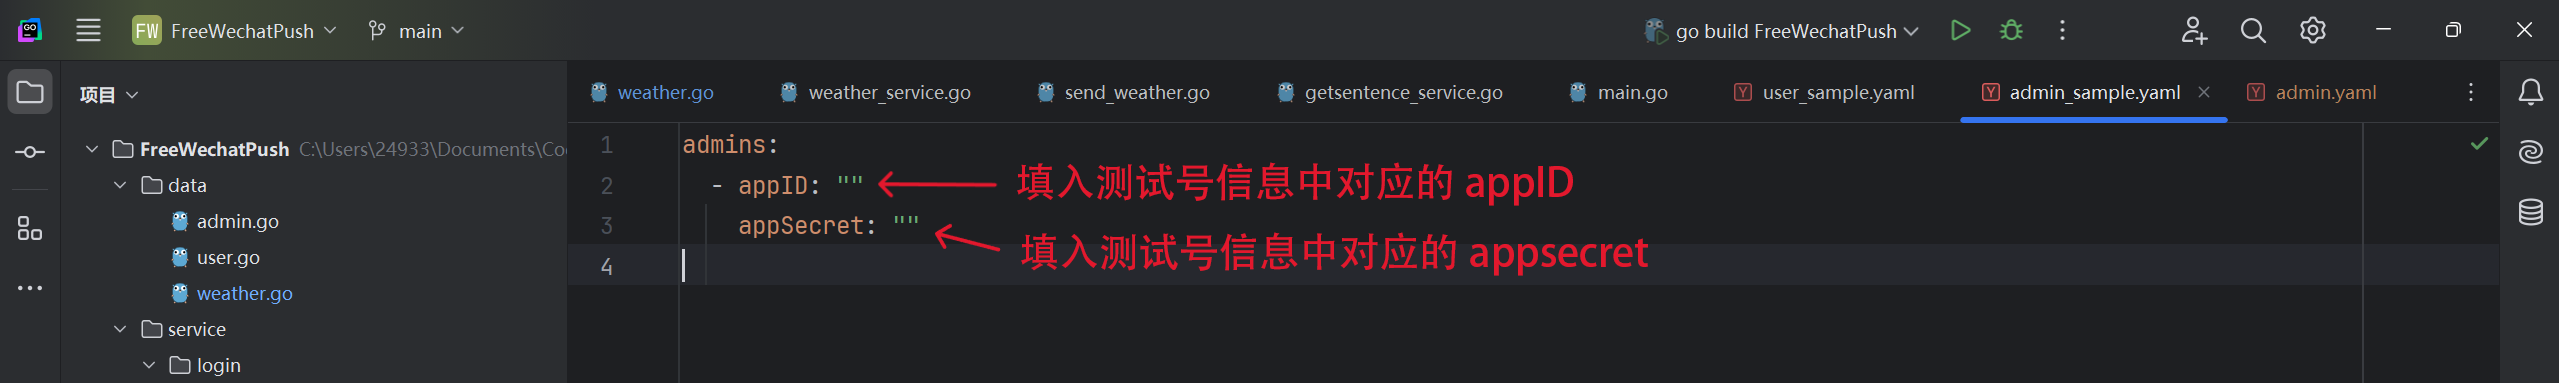 GO
FW FreeWechatPush main go build FreeWechatPush
项目
weather.go weather_service.go send_weather.go getsentence_service.go main.go user_sample.yaml admin_sample.yaml admin.yaml
FreeWechatPush C:\Users\24933\Documents\Co
data
admin.go
user.go
weather.go
service
login
1 admins:
2 - appID: "" 填入测试号信息中对应的 appID
3 appSecret: "" 填入测试号信息中对应的 appsecret
4